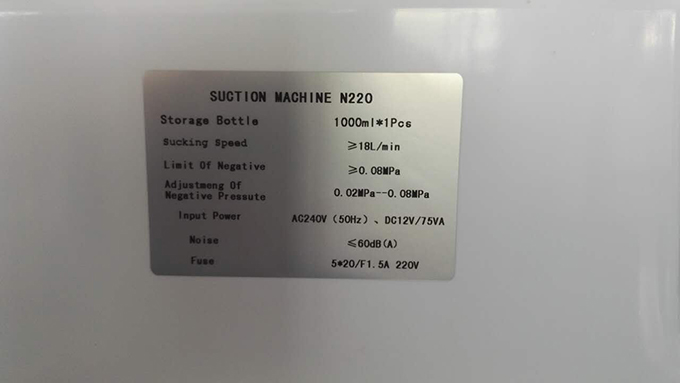 SUCTION MACHINE N220
Storage Bottle 1000ml*1Pcs
Sucking Speed ≥18L/min
Limit Of Negative ≥0.08MPa
Adjustmeng Of
Negative Pressute 0.02MPa--0.08MPa
Input Power AC240V (50Hz) 、DC12V/75VA
Noise ≤60dB(A)
Fuse 5*20/F1.5A 220V